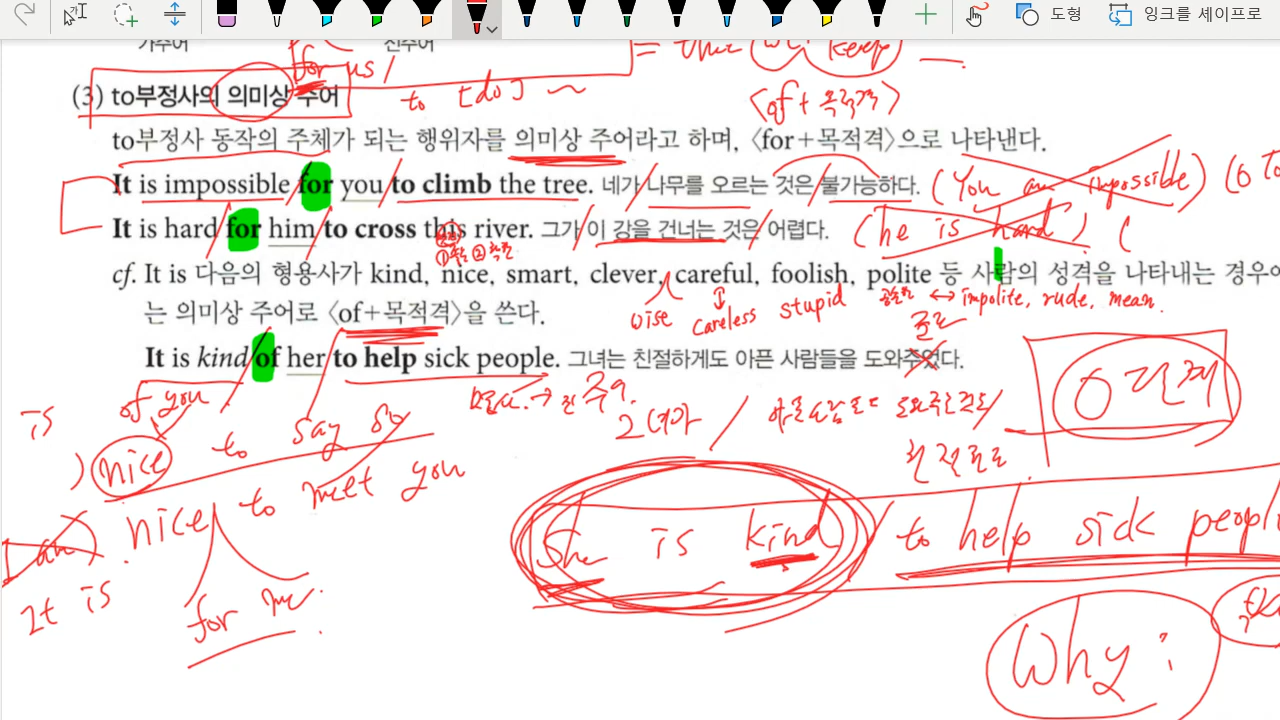 도형 잉크를 셰이프로
가주어 진주어
for us
(3) to부정사의 의미상 주어
to [do] ~
<of + 목적격>
to부정사 동작의 주체가 되는 행위자를 의미상 주어라고 하며, 〈for+목적격〉으로 나타낸다.
It is impossible for you to climb the tree. 네가 나무를 오르는 것은 불가능하다. (You are impossible)
It is hard for him to cross this river. 그가 이 강을 건너는 것은 어렵다. (he is hard) (
cf. It is 다음의 형용사가 kind, nice, smart, clever, careful, foolish, polite 등 사람의 성격을 나타내는 경우에
wise careless stupid ↔ impolite, rude, mean.
는 의미상 주어로 〈of+목적격〉을 쓴다.
It is kind of her to help sick people. 그녀는 친절하게도 아픈 사람들을 도와주었다.
is of you
) nice to say so
nice to meet you
She is kind to help sick people
I am
It is
for me.
Why :